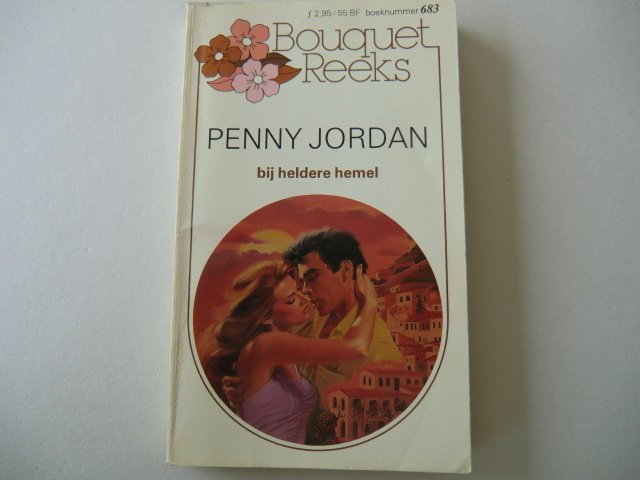 ƒ 2,95 / 55 BF boeknummer 683
Bouquet
Reeks
PENNY JORDAN
bij heldere hemel